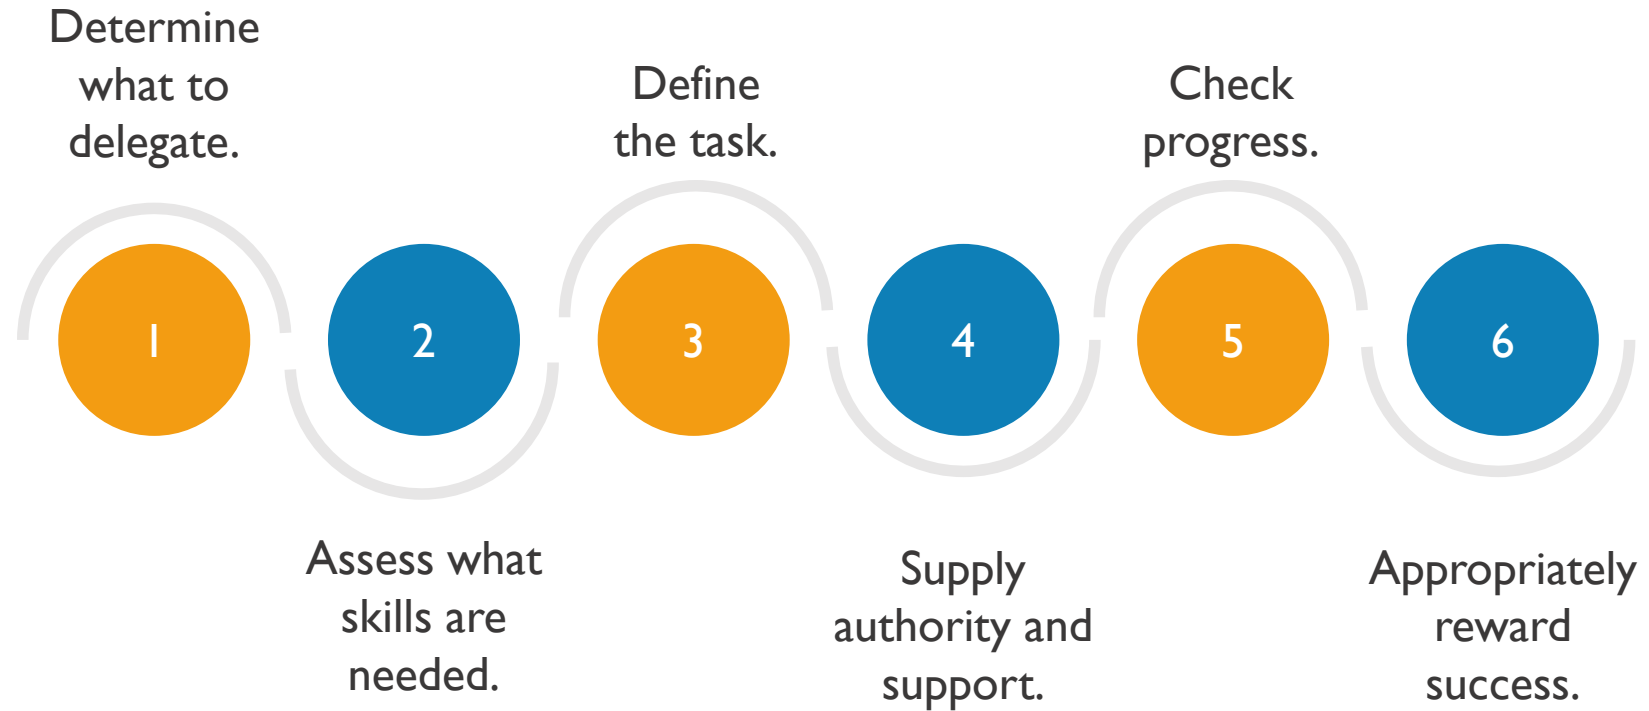 Determine
what to
delegate.
1
2
Assess what
skills are
needed.
Define
the task.
3
4
Supply
authority and
support.
Check
progress.
5
6
Appropriately
reward
success.